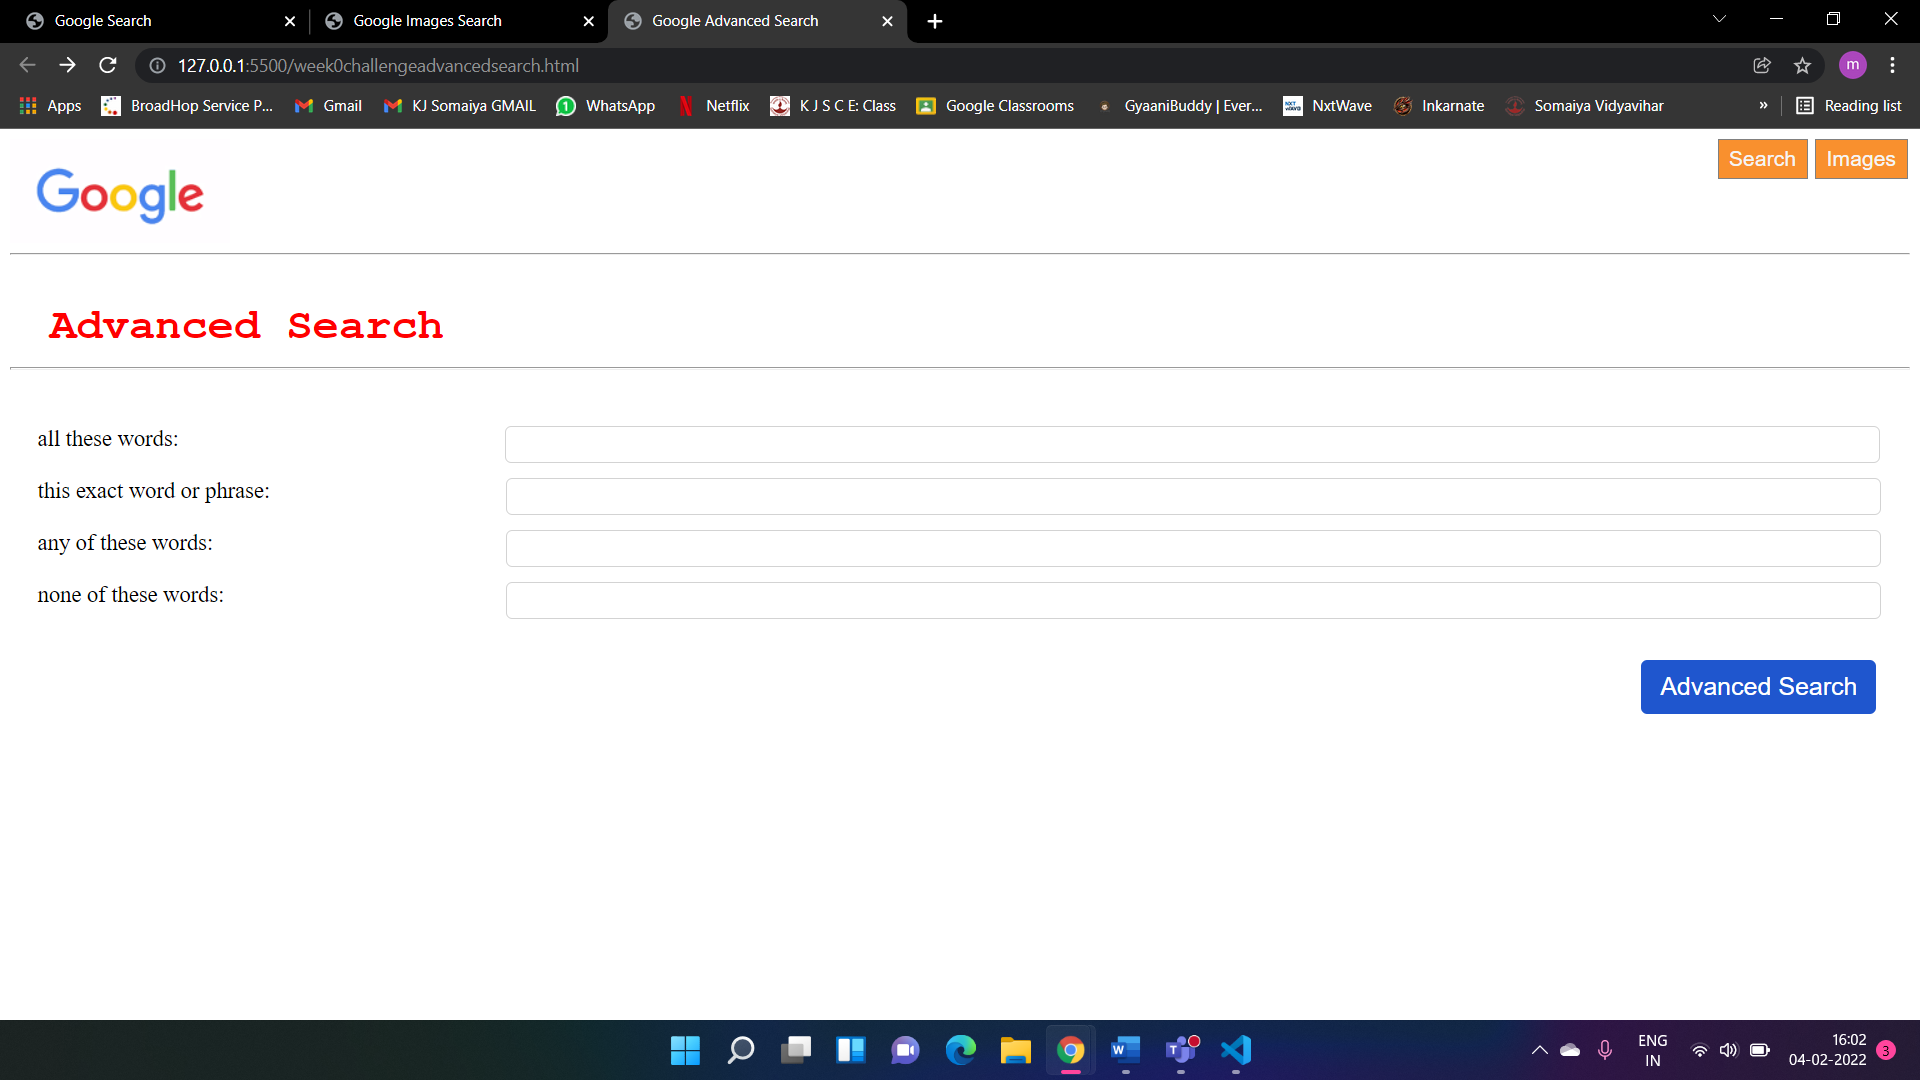 Google Search
Google Images Search
Google Advanced Search
127.0.0.1:5500/week0challengeadvancedsearch.html
m
Apps
BroadHop Service P...
Gmail
KJ Somaiya GMAIL
1
WhatsApp
Netflix
K J S C E: Class
Google Classrooms
GyaaniBuddy | Ever...
NxtWave
Inkarnate
Somaiya Vidyavihar
»
Reading list
Google
Search
Images
Advanced Search
all these words:
this exact word or phrase:
any of these words:
none of these words:
Advanced Search
ENG
IN
16:02
04-02-2022
3